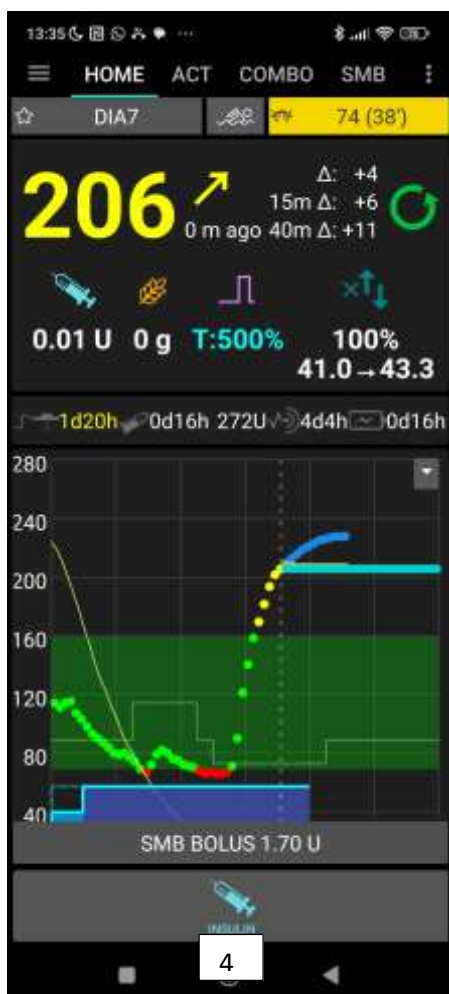 13:35
HOME ACT COMBO SMB
DIA7 74 (38')
206
Δ: +4
15m Δ: +6
0 m ago 40m Δ: +11
0.01 U 0 g T:500% 100%
41.0→43.3
1d20h 0d16h 272U 4d4h 0d16h
280
240
200
160
120
80
40
SMB BOLUS 1.70 U
INSULIN
4